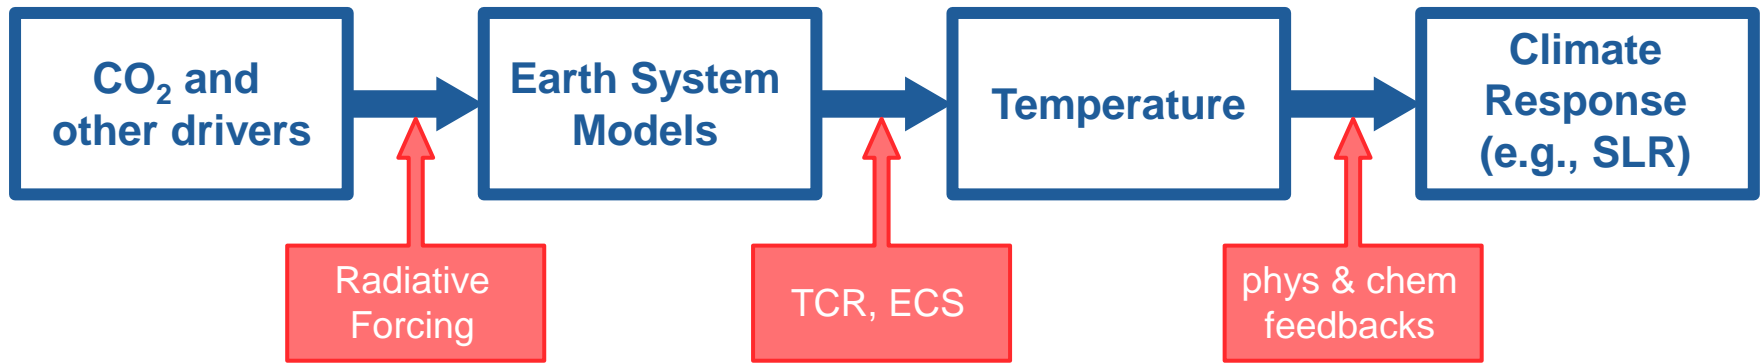 CO₂ and
other drivers
Earth System
Models
Temperature
Climate
Response
(e.g., SLR)
Radiative
Forcing
TCR, ECS
phys & chem
feedbacks